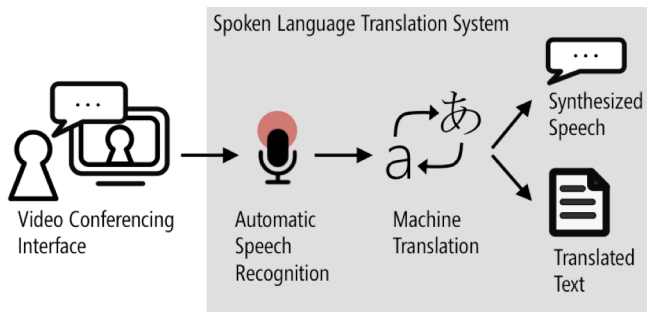 Spoken Language Translation System
...
...
Synthesized
Speech
a あ
Video Conferencing
Interface
Automatic
Speech
Recognition
Machine
Translation
Translated
Text